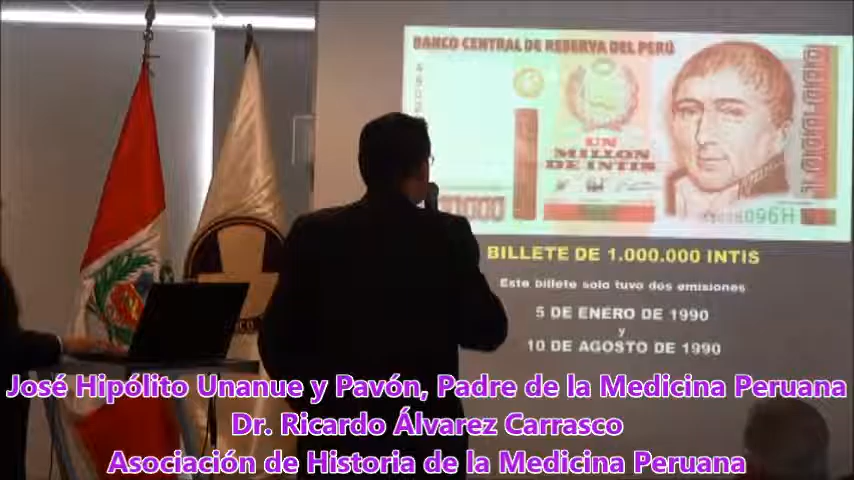 BANCO CENTRAL DE RESERVA DEL PERÚ
UN
MILLON
DE INTIS
BILLETE DE 1.000.000 INTIS
Este billete solo tuvo dos emisiones
5 DE ENERO DE 1990
y
10 DE AGOSTO DE 1990
José Hipólito Unanue y Pavón, Padre de la Medicina Peruana
Dr. Ricardo Álvarez Carrasco
Asociación de Historia de la Medicina Peruana